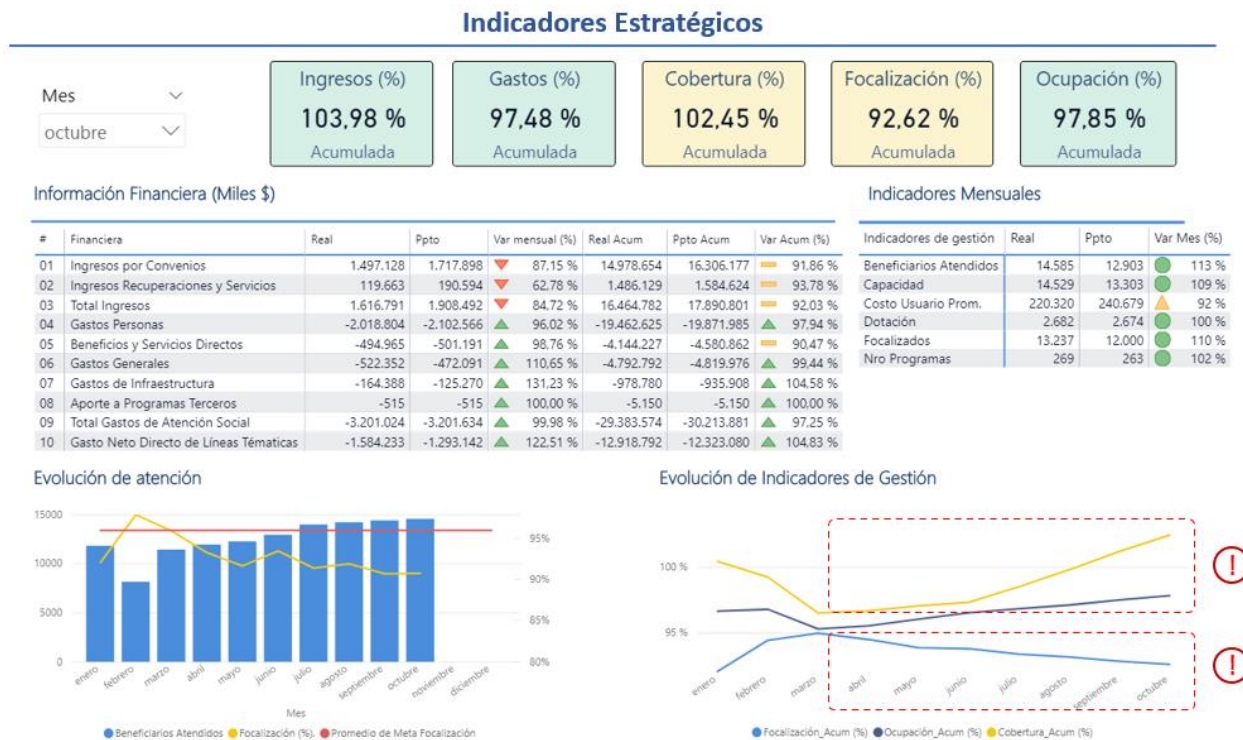 Indicadores Estratégicos
Mes
octubre
Ingresos (%)
103,98 %
Acumulada
Gastos (%)
97,48 %
Acumulada
Cobertura (%)
102,45 %
Acumulada
Focalización (%)
92,62 %
Acumulada
Ocupación (%)
97,85 %
Acumulada
Información Financiera (Miles $)
# Financiera Real Ppto Var mensual (%) Real Acum Ppto Acum Var Acum (%)
01 Ingresos por Convenios 1.497.128 1.717.898 87,15 % 14.978.654 16.306.177 91,86 %
02 Ingresos Recuperaciones y Servicios 119.663 190.594 62,78 % 1.486.129 1.584.624 93,78 %
03 Total Ingresos 1.616.791 1.908.492 84,72 % 16.464.782 17.890.801 92,03 %
04 Gastos Personas -2.018.804 -2.102.566 96,02 % -19.462.625 -19.871.985 97,94 %
05 Beneficios y Servicios Directos -494.965 -501.191 98,76 % -4.144.227 -4.580.862 90,47 %
06 Gastos Generales -522.352 -472.091 110,65 % -4.792.792 -4.819.976 99,44 %
07 Gastos de Infraestructura -164.388 -125.270 131,23 % -978.780 -935.908 104,58 %
08 Aporte a Programas Terceros -515 -515 100,00 % -5.150 -5.150 100,00 %
09 Total Gastos de Atención Social -3.201.024 -3.201.634 99,98 % -29.383.574 -30.213.881 97,25 %
10 Gasto Neto Directo de Líneas Tématicas -1.584.233 -1.293.142 122,51 % -12.918.792 -12.323.080 104,83 %
Indicadores Mensuales
Indicadores de gestión Real Ppto Var Mes (%)
Beneficiarios Atendidos 14.585 12.903 113 %
Capacidad 14.529 13.303 109 %
Costo Usuario Prom. 220.320 240.679 92 %
Dotación 2.682 2.674 100 %
Focalizados 13.237 12.000 110 %
Nro Programas 269 263 102 %
Evolución de atención
15000
10000
5000
0
95%
90%
80%
enero febrero marzo abril mayo junio julio agosto septiembre octubre noviembre diciembre
Mes
Beneficiarios Atendidos Focalización (%). Promedio de Meta Focalización
Evolución de Indicadores de Gestión
100 %
95 %
enero febrero marzo abril mayo junio julio agosto septiembre octubre
Focalización_Acum (%) Ocupación_Acum (%) Cobertura_Acum (%)
!
!